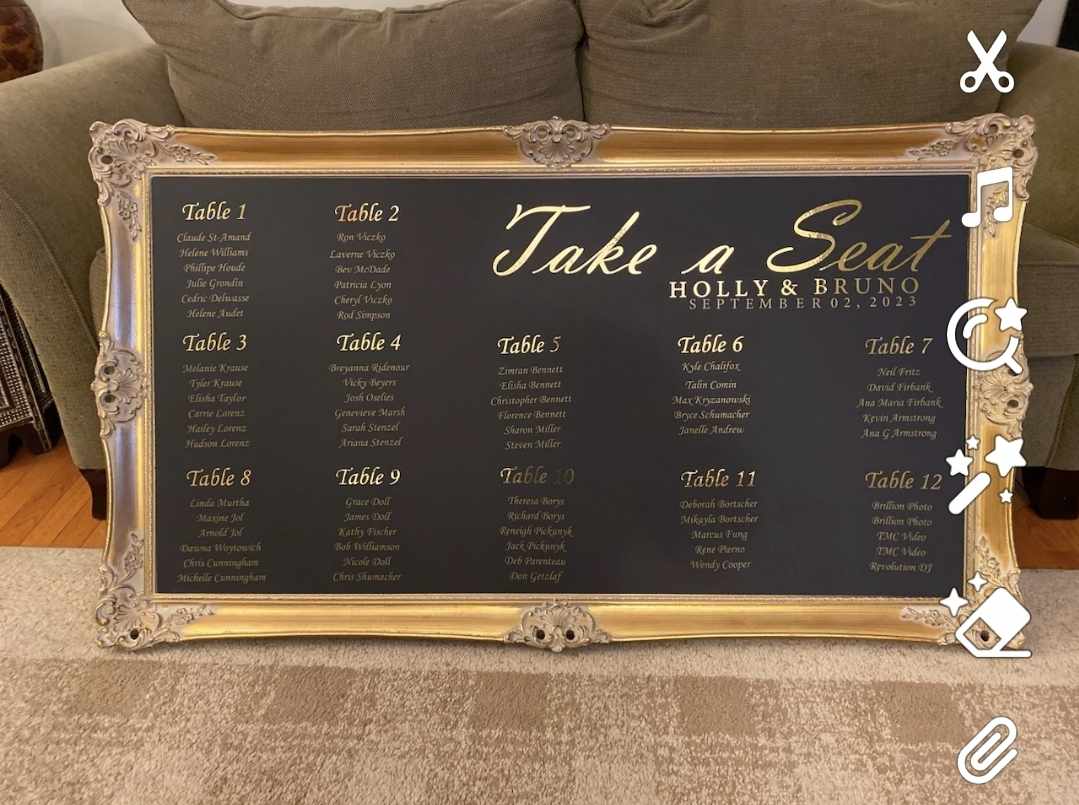 Take a Seat
HOLLY & BRUNO
SEPTEMBER 02, 2023
Table 1
Claude St-Amand
Helene Williams
Phillipe Houde
Julie Grondin
Cedric Delwasse
Helene Audet
Table 2
Ron Viczko
Laverne Viczko
Bev McDade
Patricia Lyon
Cheryl Viczko
Rod Simpson
Table 3
Melanie Krause
Tyler Krause
Elisha Taylor
Carrie Lorenz
Hailey Lorenz
Hudson Lorenz
Table 4
Breyanna Ridenour
Vicky Beyers
Josh Oselies
Genevieve Marsh
Sarah Stenzel
Ariana Stenzel
Table 5
Zimran Bennett
Elisha Bennett
Christopher Bennett
Florence Bennett
Sharon Miller
Steven Miller
Table 6
Kyle Chalifox
Talin Comin
Max Kryzanowski
Bryce Schumacher
Janelle Andrew
Table 7
Neil Fritz
David Firbank
Ana Maria Firbank
Kevin Armstrong
Ana G Armstrong
Table 8
Linda Murtha
Maxine Jol
Arnold Jol
Dawna Woytowich
Chris Cunningham
Michelle Cunningham
Table 9
Grace Doll
James Doll
Kathy Fischer
Bob Williamson
Nicole Doll
Chris Shumacher
Table 10
Theresa Borys
Richard Borys
Reneigh Pickunyk
Jack Pickunyk
Deb Parenteau
Don Getzlaf
Table 11
Deborah Bortscher
Mikayla Bortscher
Marcus Fung
Rene Pierno
Wendy Cooper
Table 12
Brillion Photo
Brillion Photo
TMC Video
TMC Video
Revolution DJ